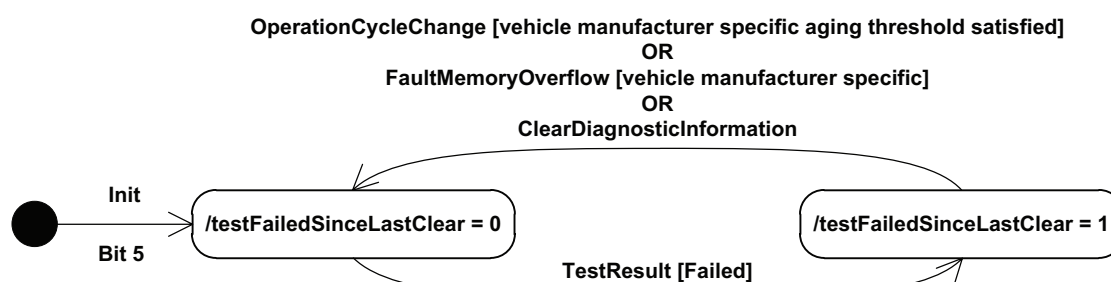 OperationCycleChange [vehicle manufacturer specific aging threshold satisfied]
OR
FaultMemoryOverflow [vehicle manufacturer specific]
OR
ClearDiagnosticInformation
Init
/testFailedSinceLastClear = 0
/testFailedSinceLastClear = 1
Bit 5
TestResult [Failed]